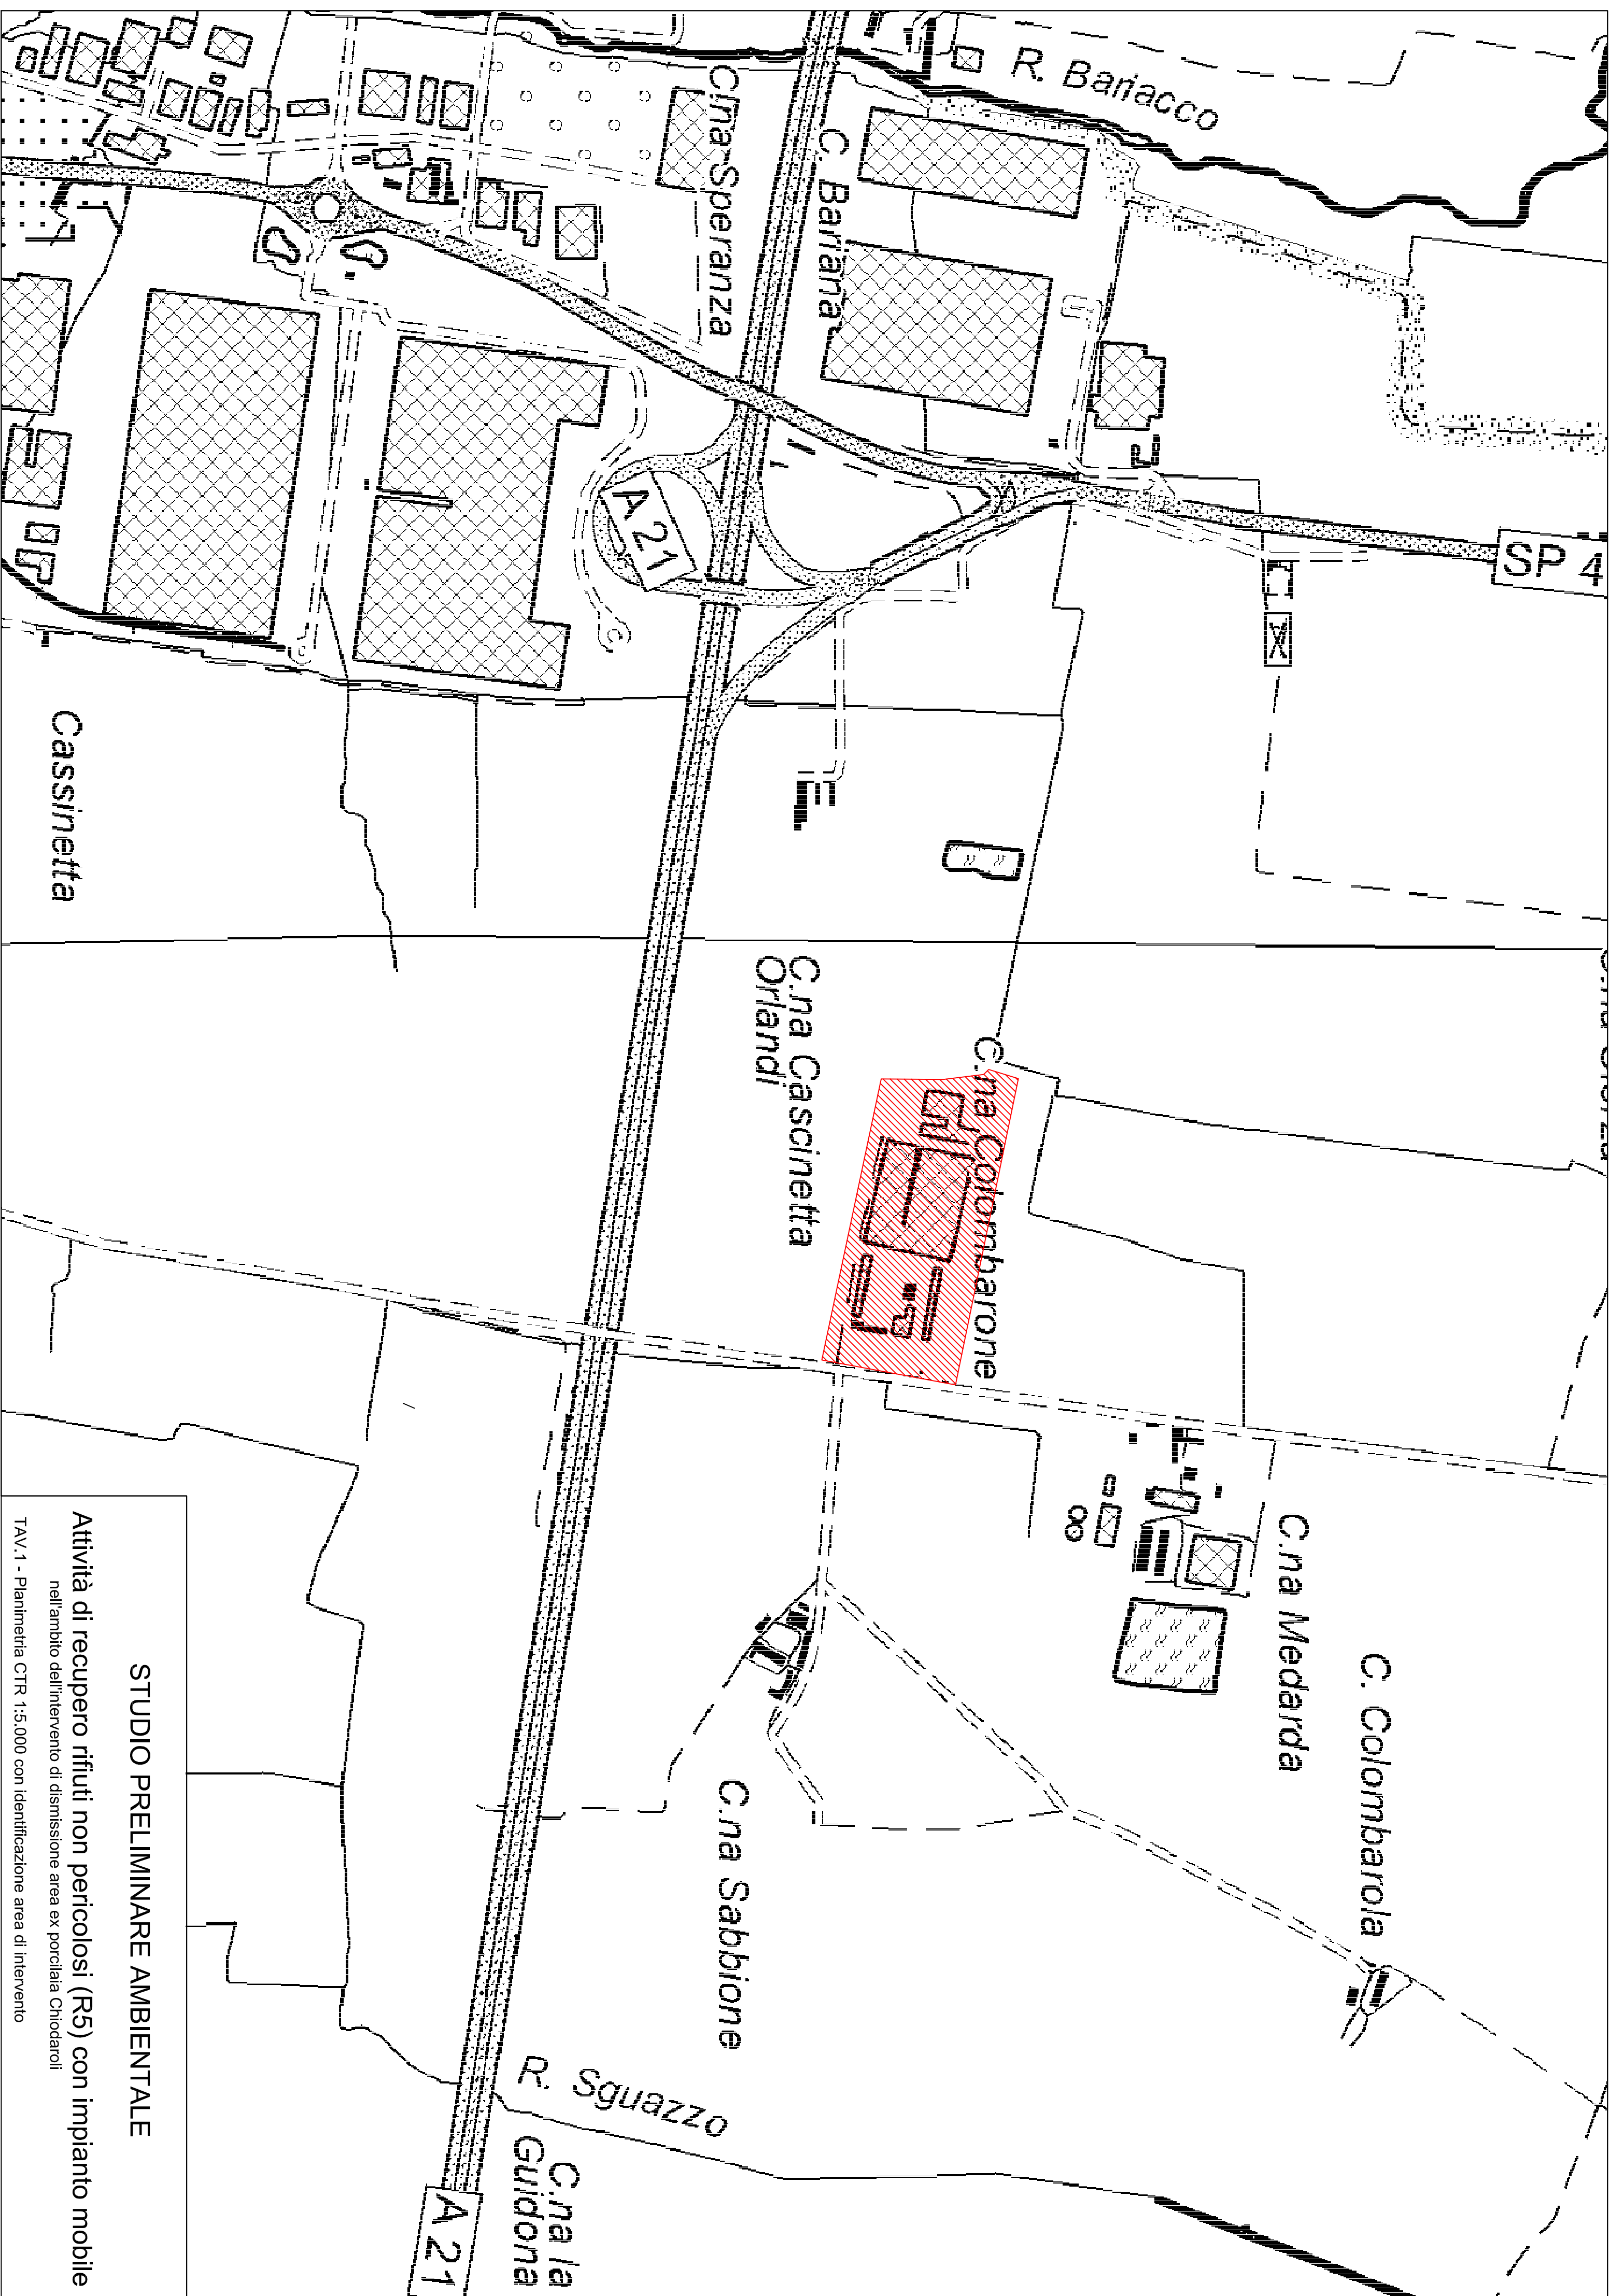 R. Bariacco
C.na Speranza
C. Bariana
SP 4
A 21
Cassinetta
C.na Cascinetta
Orlandi
C.na Colombarone
C.na Medarda
C. Colombarola
C.na Sabbione
R. Sguazzo
C.na la
Guidona
A 21
STUDIO PRELIMINARE AMBIENTALE
Attività di recupero rifiuti non pericolosi (R5) con impianto mobile
nell'ambito dell'intervento di dismissione area ex porcilaia Chiodaroli
TAV.1 - Planimetria CTR 1:5.000 con identificazione area di intervento